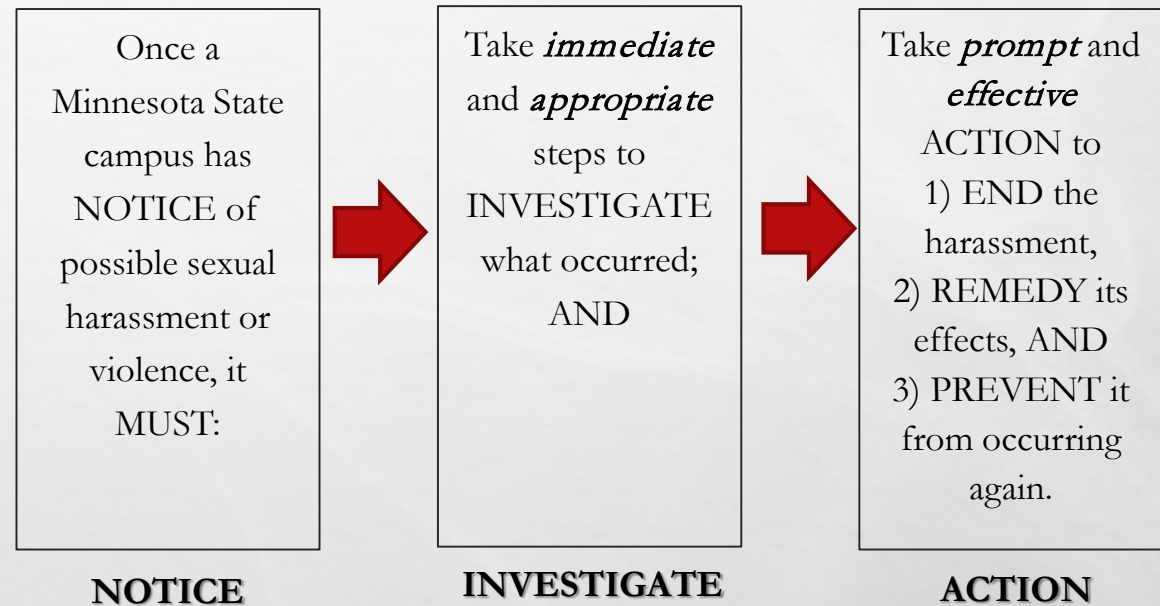 Once a
Minnesota State
campus has
NOTICE of
possible sexual
harassment or
violence, it
MUST:
NOTICE
Take immediate
and appropriate
steps to
INVESTIGATE
what occurred;
AND
INVESTIGATE
Take prompt and
effective
ACTION to
1) END the
harassment,
2) REMEDY its
effects, AND
3) PREVENT it
from occurring
again.
ACTION